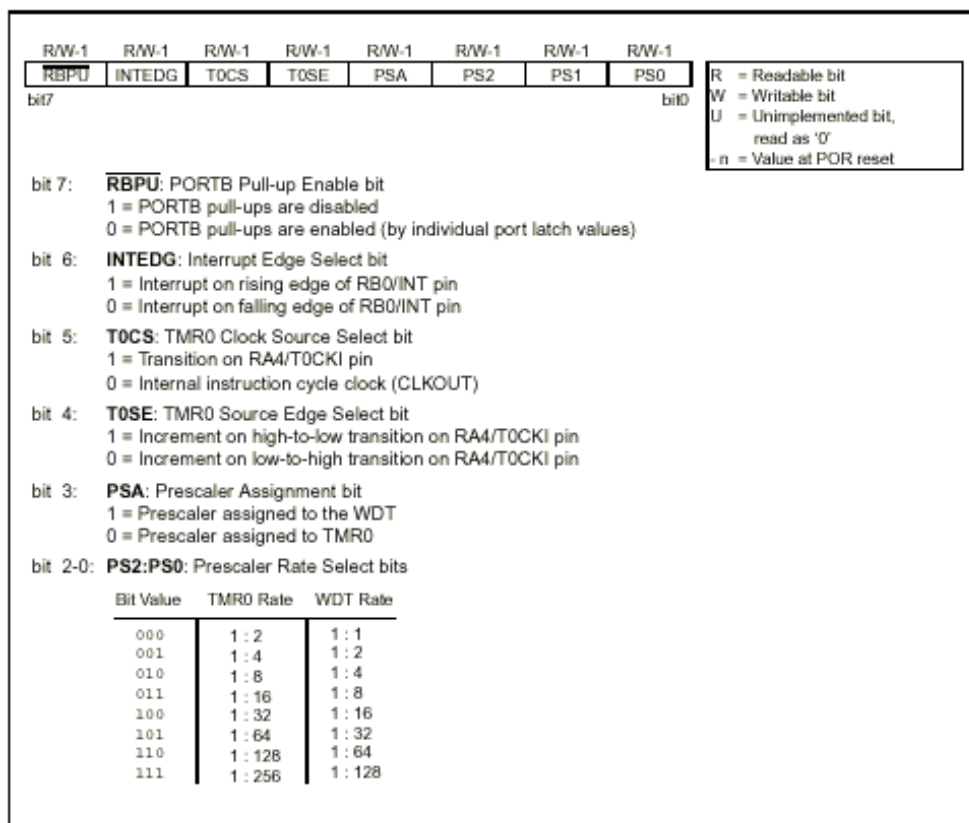 R/W-1 R/W-1 R/W-1 R/W-1 R/W-1 R/W-1 R/W-1 R/W-1
RBPU INTEDG T0CS T0SE PSA PS2 PS1 PS0
bit7 bit0
R = Readable bit
W = Writable bit
U = Unimplemented bit,
read as '0'
- n = Value at POR reset
bit 7: RBPU: PORTB Pull-up Enable bit
1 = PORTB pull-ups are disabled
0 = PORTB pull-ups are enabled (by individual port latch values)
bit 6: INTEDG: Interrupt Edge Select bit
1 = Interrupt on rising edge of RB0/INT pin
0 = Interrupt on falling edge of RB0/INT pin
bit 5: T0CS: TMR0 Clock Source Select bit
1 = Transition on RA4/T0CKI pin
0 = Internal instruction cycle clock (CLKOUT)
bit 4: T0SE: TMR0 Source Edge Select bit
1 = Increment on high-to-low transition on RA4/T0CKI pin
0 = Increment on low-to-high transition on RA4/T0CKI pin
bit 3: PSA: Prescaler Assignment bit
1 = Prescaler assigned to the WDT
0 = Prescaler assigned to TMR0
bit 2-0: PS2:PS0: Prescaler Rate Select bits
Bit Value TMR0 Rate WDT Rate
000 1 : 2 1 : 1
001 1 : 4 1 : 2
010 1 : 8 1 : 4
011 1 : 16 1 : 8
100 1 : 32 1 : 16
101 1 : 64 1 : 32
110 1 : 128 1 : 64
111 1 : 256 1 : 128